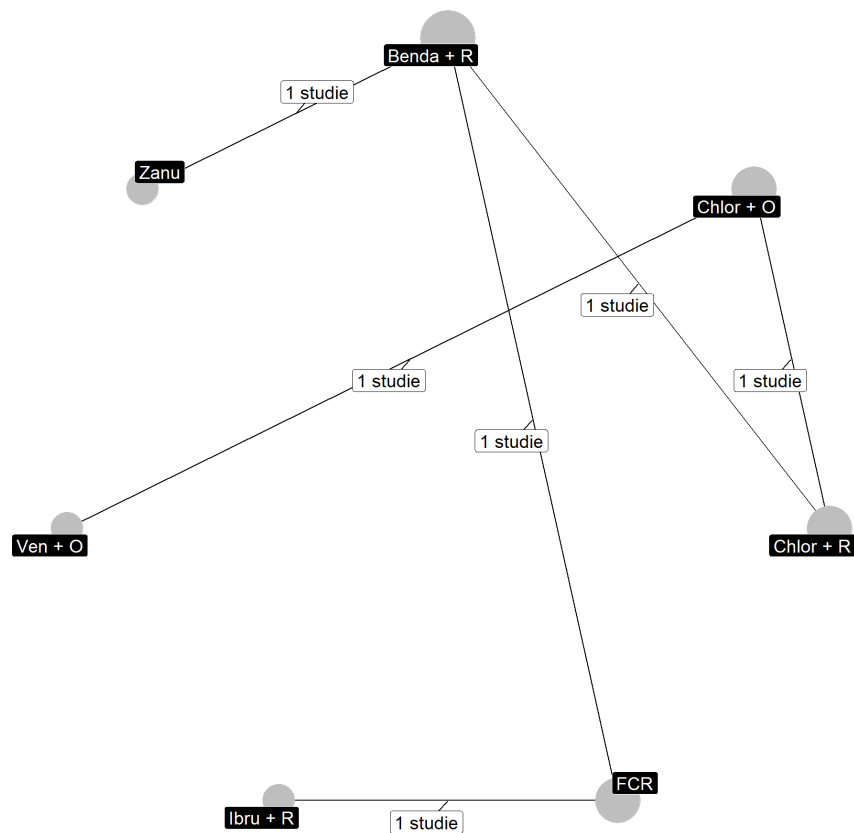 Benda + R
1 studie
Zanu
Chlor + O
1 studie
1 studie
1 studie
1 studie
Ven + O
Chlor + R
FCR
Ibru + R
1 studie